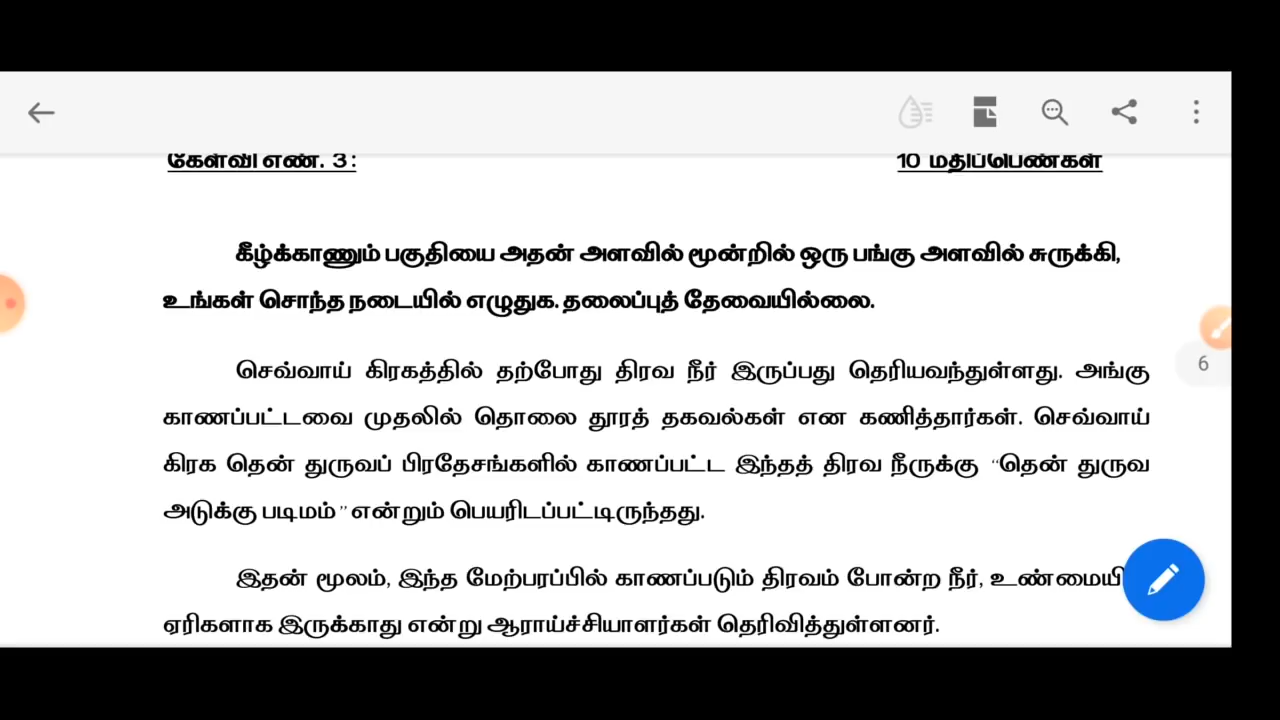 கேள்வி எண். 3: 10 மதிப்பெண்கள்
கீழ்க்காணும் பகுதியை அதன் அளவில் மூன்றில் ஒரு பங்கு அளவில் சுருக்கி,
உங்கள் சொந்த நடையில் எழுதுக. தலைப்புத் தேவையில்லை.
செவ்வாய் கிரகத்தில் தற்போது திரவ நீர் இருப்பது தெரியவந்துள்ளது. அங்கு
6
காணப்பட்டவை முதலில் தொலை தூரத் தகவல்கள் என கணித்தார்கள். செவ்வாய்
கிரக தென் துருவப் பிரதேசங்களில் காணப்பட்ட இந்தத் திரவ நீருக்கு “தென் துருவ
அடுக்கு படிமம்” என்றும் பெயரிடப்பட்டிருந்தது.
இதன் மூலம், இந்த மேற்பரப்பில் காணப்படும் திரவம் போன்ற நீர், உண்மையி
ஏரிகளாக இருக்காது என்று ஆராய்ச்சியாளர்கள் தெரிவித்துள்ளனர்.